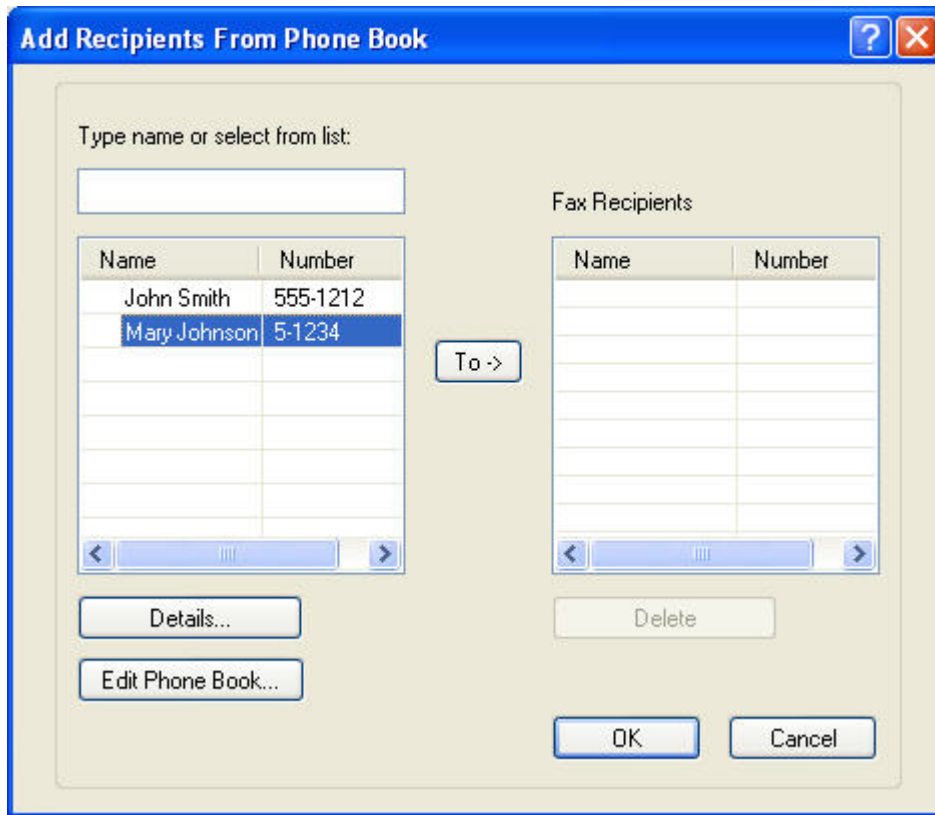 Add Recipients From Phone Book
Type name or select from list:
Fax Recipients
Name Number
John Smith 555-1212
Mary Johnson 5-1234
To ->
Name Number
Details...
Edit Phone Book...
Delete
OK Cancel